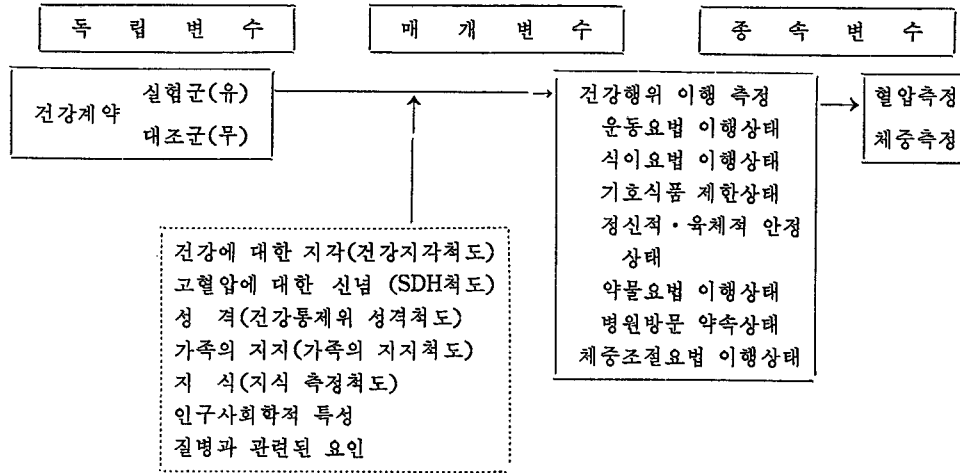 독 립 변 수
매 개 변 수
종 속 변 수
건강계약
실험군(유)
대조군(무)
건강에 대한 지각(건강지각척도)
고혈압에 대한 신념 (SDH척도)
성 격(건강통제위 성격척도)
가족의 지지(가족의 지지척도)
지 식(지식 측정척도)
인구사회학적 특성
질병과 관련된 요인
건강행위 이행 측정
운동요법 이행상태
식이요법 이행상태
기호식품 제한상태
정신적·육체적 안정
상태
약물요법 이행상태
병원방문 약속상태
체중조절요법 이행상태
혈압측정
체중측정